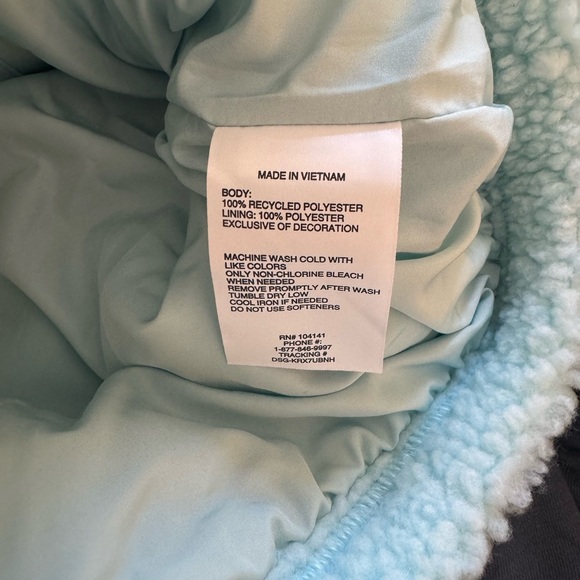 MADE IN VIETNAM
BODY:
100% RECYCLED POLYESTER
LINING: 100% POLYESTER
EXCLUSIVE OF DECORATION
MACHINE WASH COLD WITH
LIKE COLORS
ONLY NON-CHLORINE BLEACH
WHEN NEEDED
REMOVE PROMPTLY AFTER WASH
TUMBLE DRY LOW
COOL IRON IF NEEDED
DO NOT USE SOFTENERS
RN# 104141
PHONE #:
1-877-846-9997
TRACKING #
DSG-KRX7UBNH